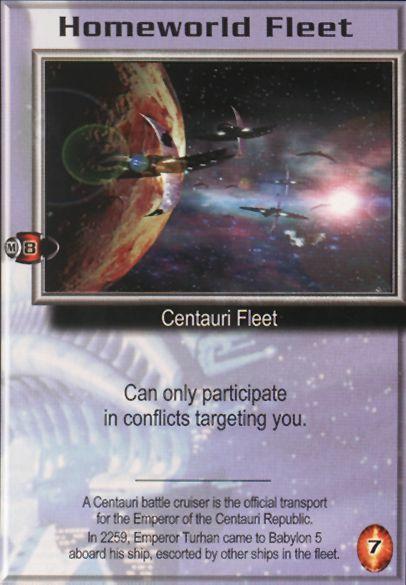 Homeworld Fleet
M 8
Centauri Fleet
Can only participate
in conflicts targeting you.
A Centauri battle cruiser is the official transport
for the Emperor of the Centauri Republic.
In 2259, Emperor Turhan came to Babylon 5
aboard his ship, escorted by other ships in the fleet.
7